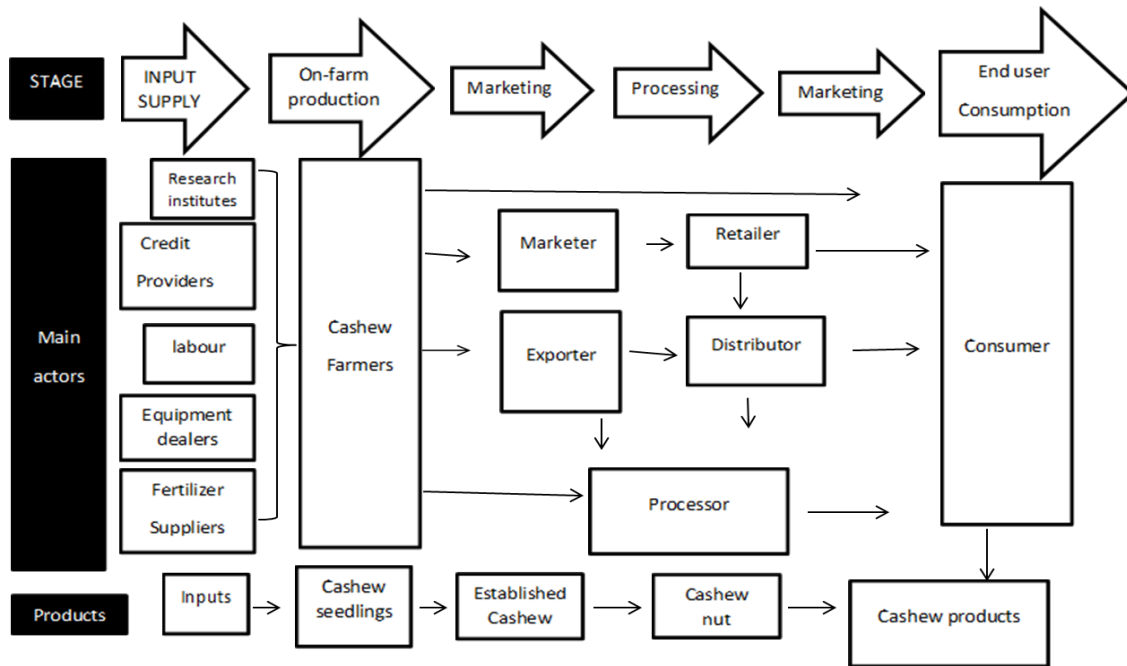 STAGE
INPUT
SUPPLY
On-farm
production
Marketing
Processing
Marketing
End user
Consumption
Main
actors
Research
institutes
Credit
Providers
labour
Equipment
dealers
Fertilizer
Suppliers
Cashew
Farmers
Marketer
Retailer
Exporter
Distributor
Processor
Consumer
Products
Inputs
Cashew
seedlings
Established
Cashew
Cashew
nut
Cashew products